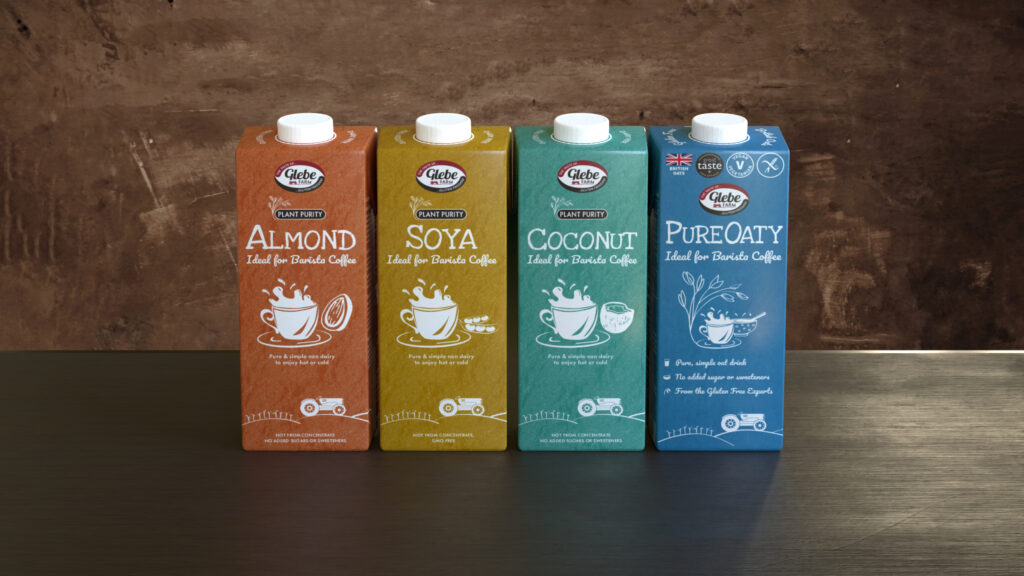 Glebe
FARM
PLANT PURITY
ALMOND
Ideal for Barista Coffee
Pure & simple non dairy
to enjoy hot or cold
NOT FROM CONCENTRATE
NO ADDED SUGARS OR SWEETENERS
Glebe
FARM
PLANT PURITY
SOYA
Ideal for Barista Coffee
Pure & simple non dairy
to enjoy hot or cold
NOT FROM CONCENTRATE,
GMO FREE
Glebe
FARM
PLANT PURITY
COCONUT
Ideal for Barista Coffee
Pure & simple non dairy
to enjoy hot or cold
NOT FROM CONCENTRATE
NO ADDED SUGARS OR SWEETENERS
BRITISH
OATS
taste
V
Glebe
FARM
PUREOATY
Ideal for Barista Coffee
Pure, simple oat drink
No added sugar or sweeteners
From the Gluten Free Experts